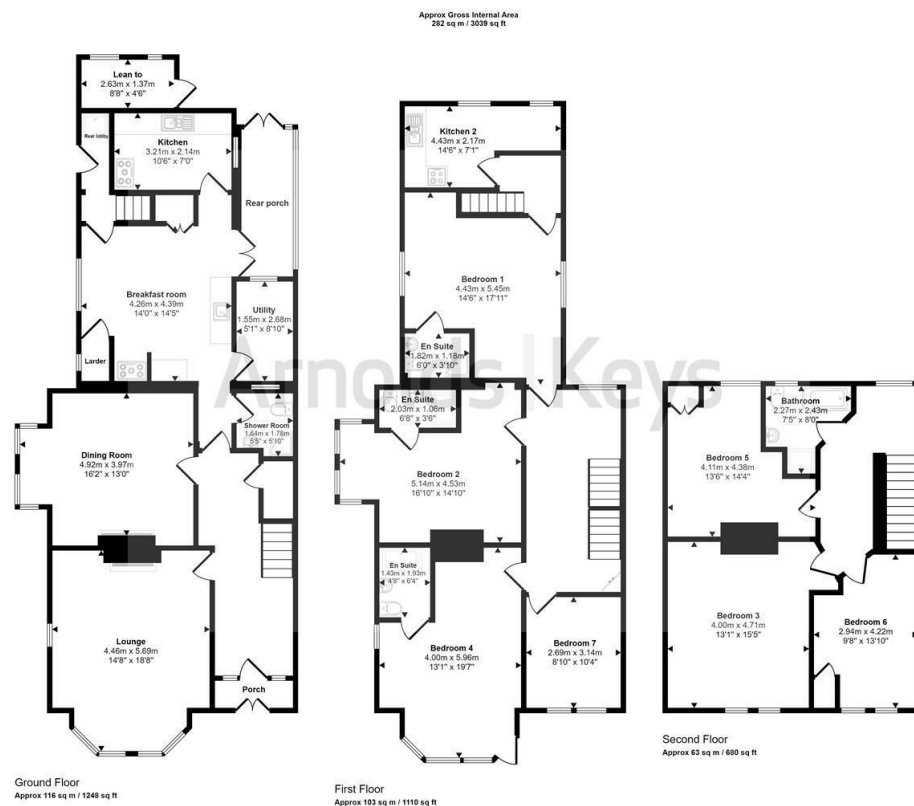 Approx Gross Internal Area
282 sq m / 3039 sq ft
Lean to
2.63m x 1.37m
8'8" x 4'6"
Rear lobby
Kitchen
3.21m x 2.14m
10'6" x 7'0"
Rear porch
Breakfast room
4.26m x 4.39m
14'0" x 14'5"
Utility
1.55m x 2.68m
5'1" x 8'10"
Larder
Shower Room
1.64m x 1.78m
5'5" x 5'10"
Dining Room
4.92m x 3.97m
16'2" x 13'0"
Lounge
4.46m x 5.69m
14'8" x 18'8"
Porch
Ground Floor
Approx 116 sq m / 1248 sq ft
Kitchen 2
4.43m x 2.17m
14'6" x 7'1"
Bedroom 1
4.43m x 5.45m
14'6" x 17'11"
En Suite
1.82m x 1.18m
6'0" x 3'10"
En Suite
2.03m x 1.06m
6'8" x 3'6"
Bedroom 2
5.14m x 4.53m
16'10" x 14'10"
En Suite
1.43m x 1.93m
4'8" x 6'4"
Bedroom 4
4.00m x 5.96m
13'1" x 19'7"
Bedroom 7
2.69m x 3.14m
8'10" x 10'4"
First Floor
Approx 103 sq m / 1110 sq ft
Bathroom
2.27m x 2.43m
7'5" x 8'0"
Bedroom 5
4.11m x 4.38m
13'6" x 14'4"
Bedroom 3
4.00m x 4.71m
13'1" x 15'5"
Bedroom 6
2.94m x 4.22m
9'8" x 13'10"
Second Floor
Approx 63 sq m / 680 sq ft
Arnolds Keys